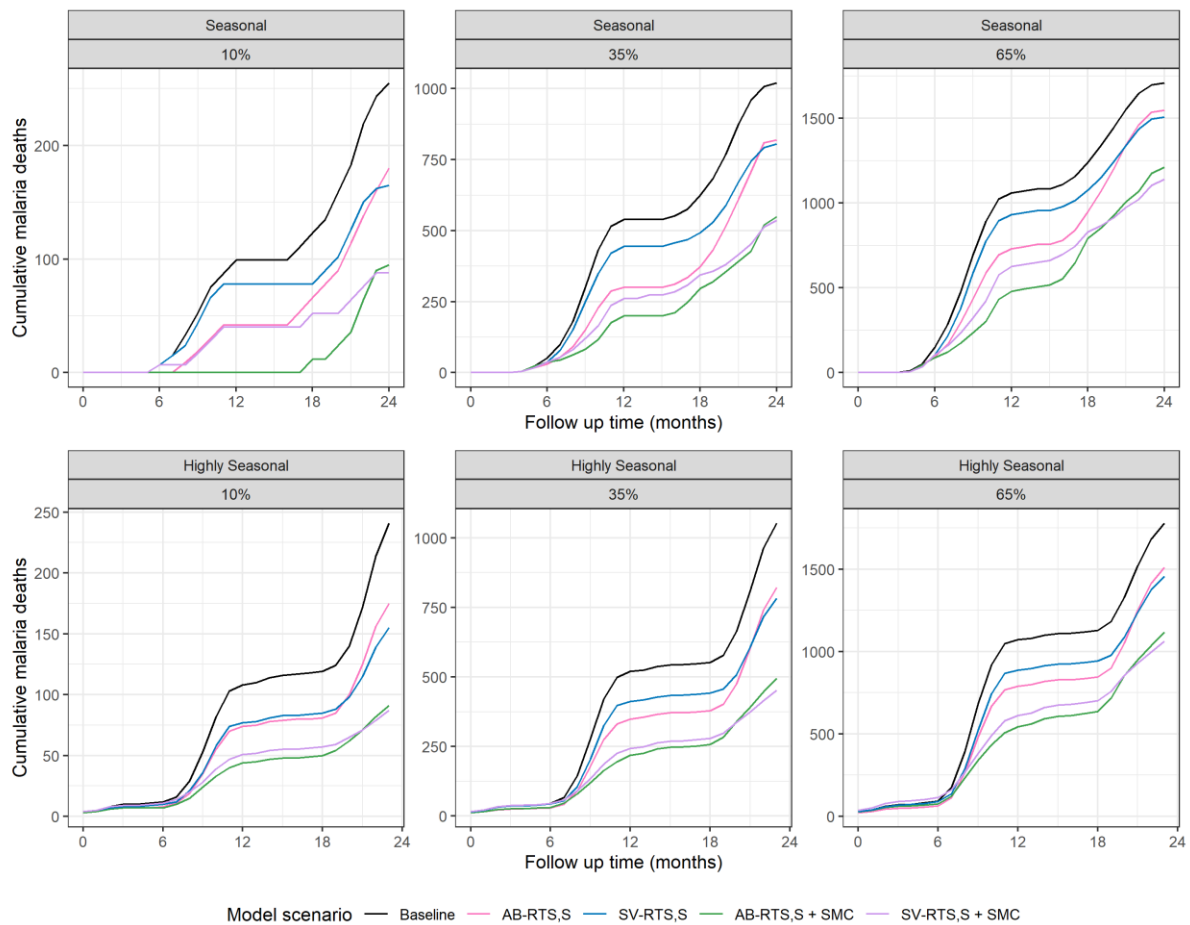 Seasonal
Seasonal
Seasonal
10%
35%
65%
Cumulative malaria deaths
200
100
0
1000
750
500
250
0
1500
1000
500
0
0 6 12 18 24
0 6 12 18 24
0 6 12 18 24
Follow up time (months)
Highly Seasonal
Highly Seasonal
Highly Seasonal
10%
35%
65%
Cumulative malaria deaths
250
200
150
100
50
0
1000
750
500
250
0
1500
1000
500
0
0 6 12 18 24
0 6 12 18 24
0 6 12 18 24
Follow up time (months)
Model scenario Baseline AB-RTS,S SV-RTS,S AB-RTS,S + SMC SV-RTS,S + SMC